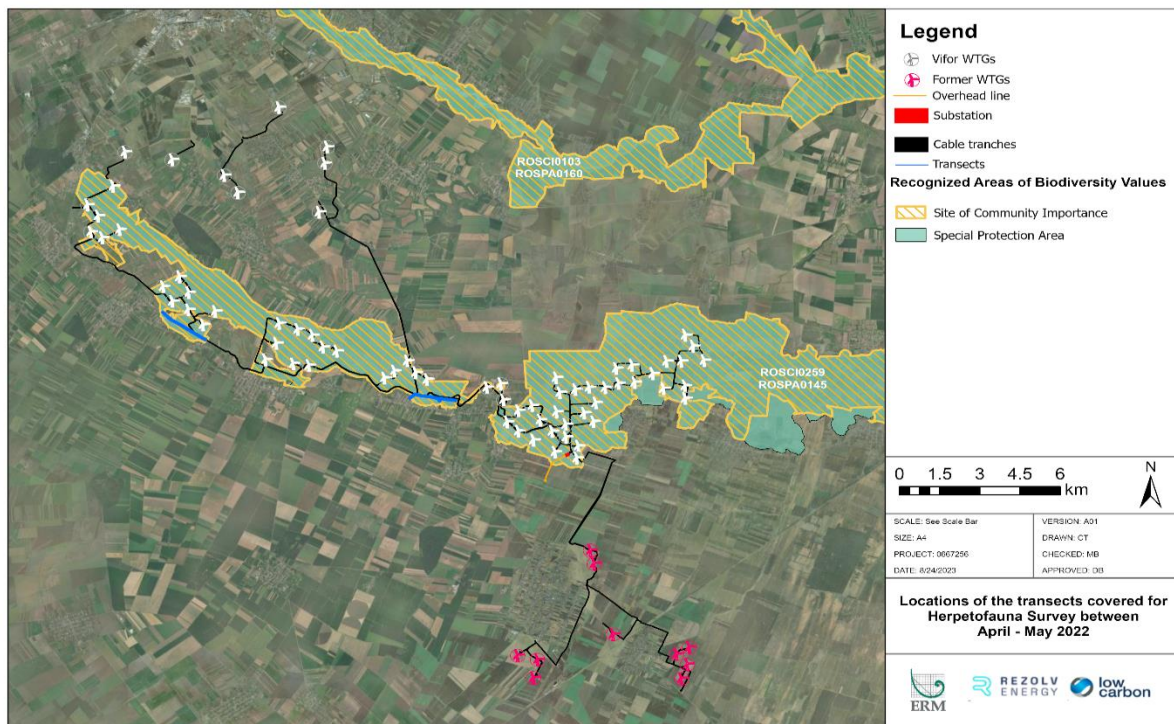 ROSCI0103
ROSPA0160
ROSCI0259
ROSPA0145
Legend
Vifor WTGs
Former WTGs
Overhead line
Substation
Cable tranches
Transects
Recognized Areas of Biodiversity Values
Site of Community Importance
Special Protection Area
0 1.5 3 4.5 6
km
N
SCALE: See Scale Bar
VERSION: A01
SIZE: A4
DRAWN: CT
PROJECT: 0667256
CHECKED: MB
DATE: 8/24/2023
APPROVED: DB
Locations of the transects covered for
Herpetofauna Survey between
April - May 2022
ERM
REZOLV
ENERGY
low
carbon